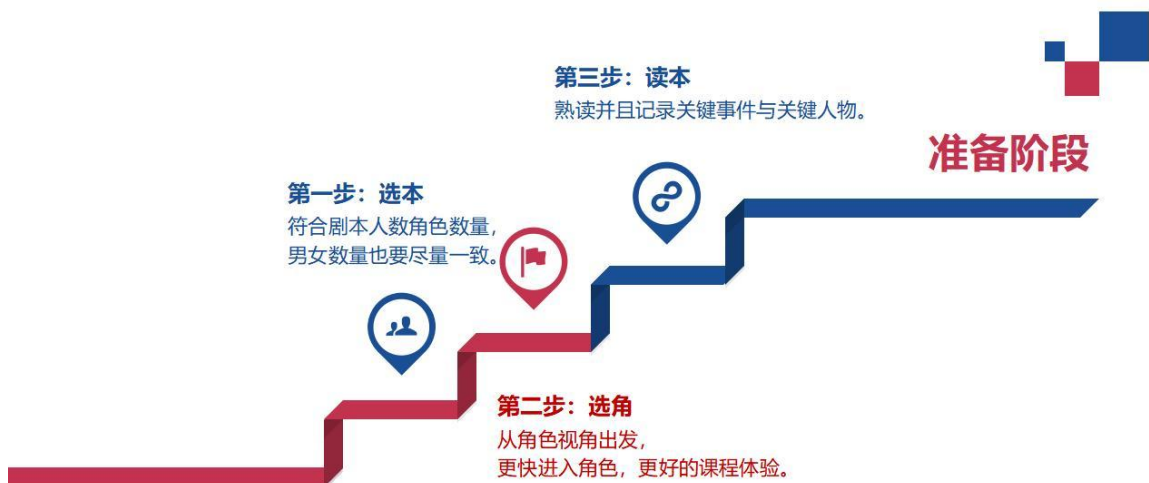 准备阶段
第一步：选本
符合剧本人数角色数量，
男女数量也要尽量一致。
第二步：选角
从角色视角出发，
更快进入角色，更好的课程体验。
第三步：读本
熟读并且记录关键事件与关键人物。